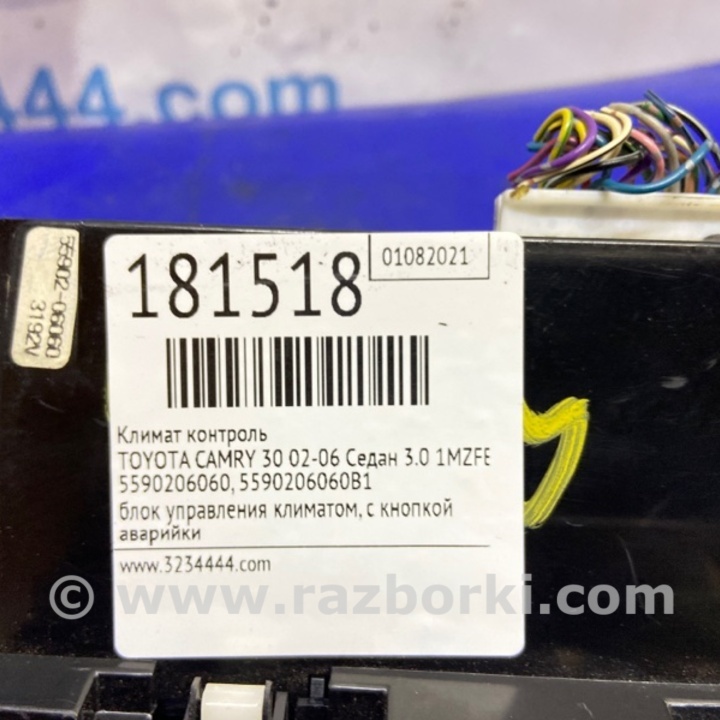 444.com
55902-06060
3192V
181518
01082021
Климат контроль
TOYOTA CAMRY 30 02-06 Седан 3.0 1MZFE
5590206060, 5590206060B1
блок управления климатом, с кнопкой
аварийки
www.3234444.com
© www.razborki.com